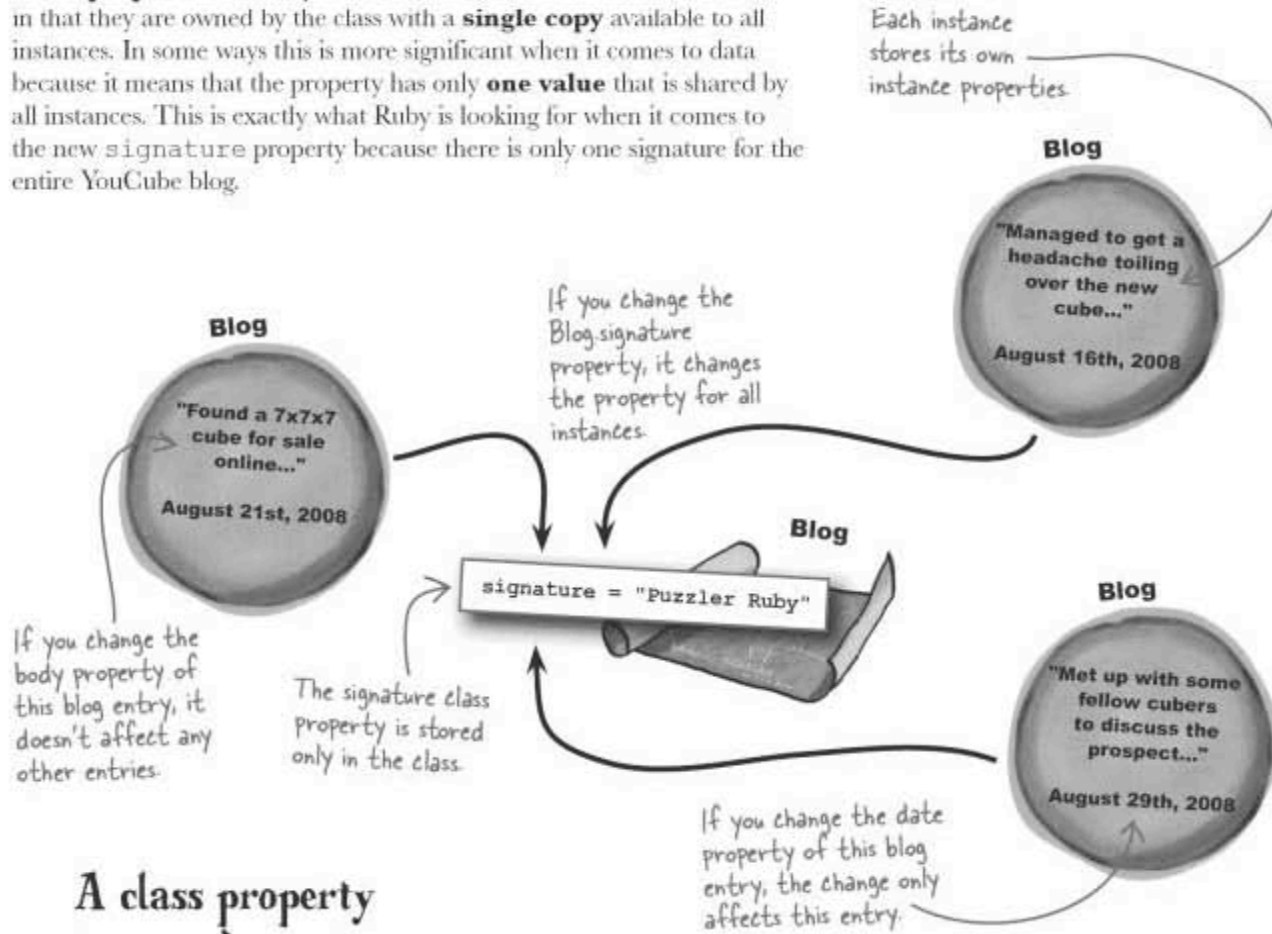 in that they are owned by the class with a single copy available to all
instances. In some ways this is more significant when it comes to data
because it means that the property has only one value that is shared by
all instances. This is exactly what Ruby is looking for when it comes to
the new signature property because there is only one signature for the
entire YouCube blog.
Each instance
stores its own
instance properties.
Blog
"Managed to get a
headache toiling
over the new
cube..."
August 16th, 2008
If you change the
Blog.signature
property, it changes
the property for all
instances.
Blog
"Found a 7x7x7
cube for sale
online..."
August 21st, 2008
Blog
signature = "Puzzler Ruby"
If you change the
body property of
this blog entry, it
doesn't affect any
other entries.
The signature class
property is stored
only in the class.
Blog
"Met up with some
fellow cubers
to discuss the
prospect..."
August 29th, 2008
If you change the date
property of this blog
entry, the change only
affects this entry.
A class property